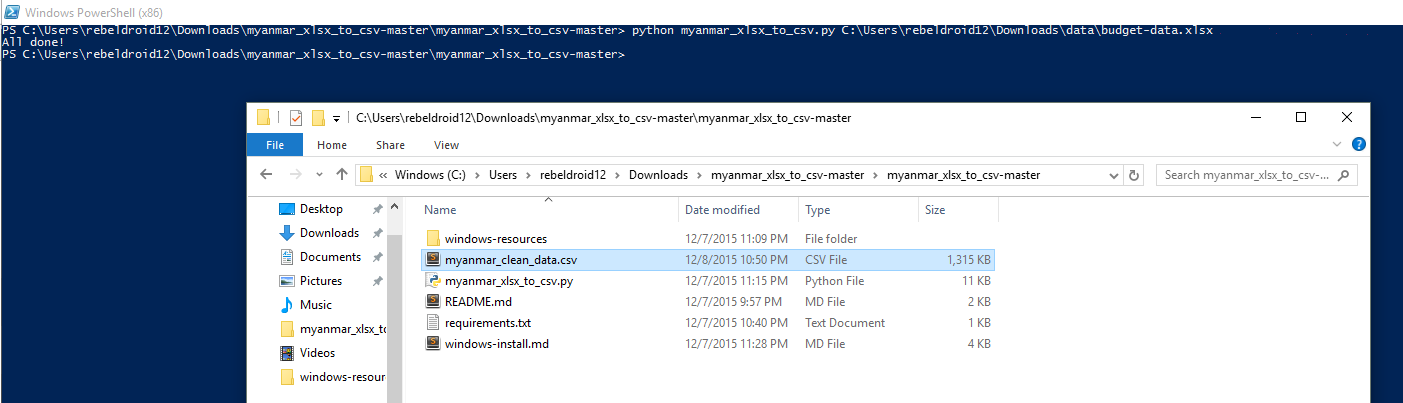 Windows PowerShell (x86)
PS C:\Users\rebeldroid12\Downloads\myanmar_xlsx_to_csv-master\myanmar_xlsx_to_csv-master> python myanmar_xlsx_to_csv.py C:\Users\rebeldroid12\Downloads\data\budget-data.xlsx
All done!
PS C:\Users\rebeldroid12\Downloads\myanmar_xlsx_to_csv-master\myanmar_xlsx_to_csv-master>
C:\Users\rebeldroid12\Downloads\myanmar_xlsx_to_csv-master\myanmar_xlsx_to_csv-master
File Home Share View
Windows (C:) Users rebeldroid12 Downloads myanmar_xlsx_to_csv-master myanmar_xlsx_to_csv-master Search myanmar_xlsx_to_csv-...
Desktop
Downloads
Documents
Pictures
Music
myanmar_xlsx_to
Videos
windows-resour
Name Date modified Type Size
windows-resources 12/7/2015 11:09 PM File folder
myanmar_clean_data.csv 12/8/2015 10:50 PM CSV File 1,315 KB
myanmar_xlsx_to_csv.py 12/7/2015 11:15 PM Python File 11 KB
README.md 12/7/2015 9:57 PM MD File 2 KB
requirements.txt 12/7/2015 10:40 PM Text Document 1 KB
windows-install.md 12/7/2015 11:28 PM MD File 4 KB